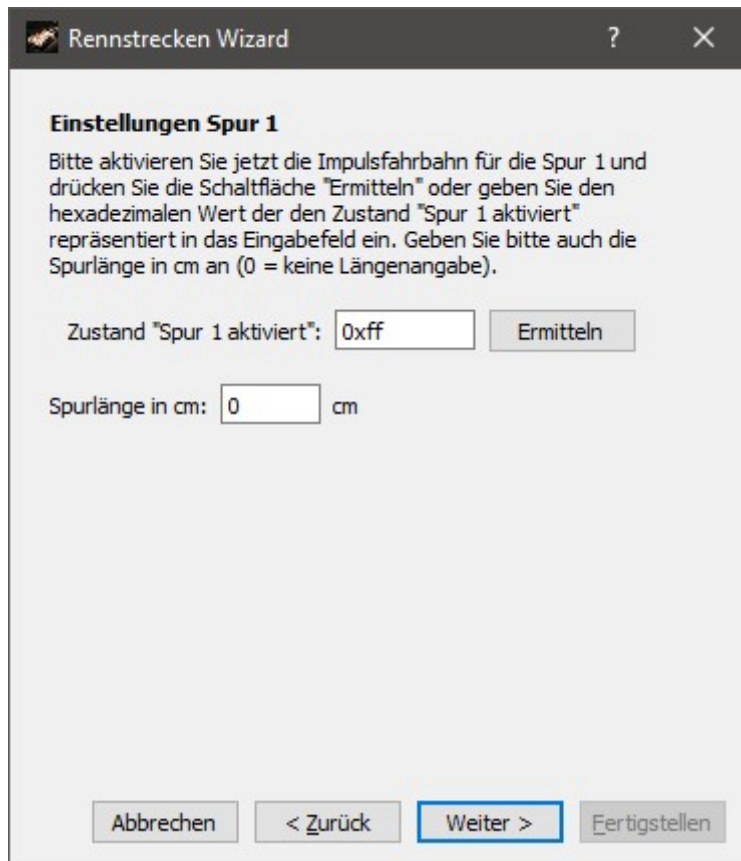 Rennstrecken Wizard ? ×
Einstellungen Spur 1
Bitte aktivieren Sie jetzt die Impulsfahrbahn für die Spur 1 und
drücken Sie die Schaltfläche "Ermitteln" oder geben Sie den
hexadezimalen Wert der den Zustand "Spur 1 aktiviert"
repräsentiert in das Eingabefeld ein. Geben Sie bitte auch die
Spurlänge in cm an (0 = keine Längenangabe).
Zustand "Spur 1 aktiviert": 0xff Ermitteln
Spurlänge in cm: 0 cm
Abbrechen < Zurück Weiter > Fertigstellen